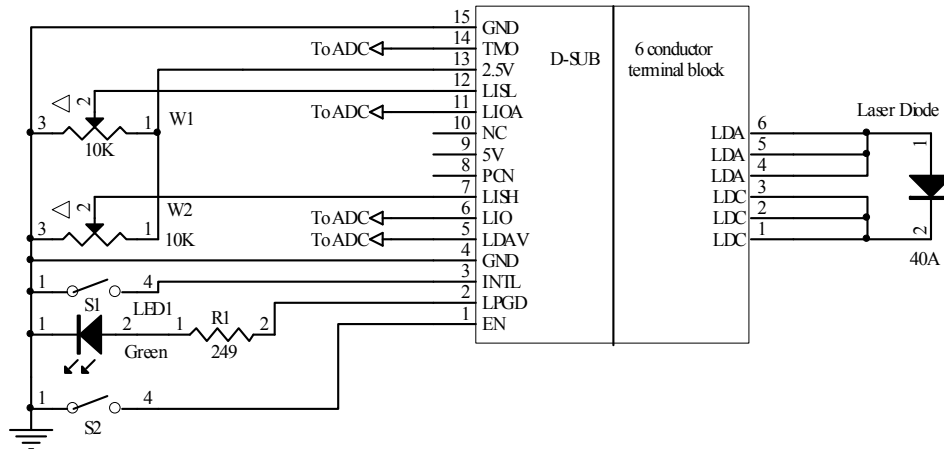 15 GND
To ADC 14 TMO
13 2.5V
12 LISL
To ADC 11 LIOA
10 NC
9 5V
8 PCN
7 LISH
To ADC 6 LIO
To ADC 5 LDAV
4 GND
3 INTL
2 LPGD
1 EN
D-SUB
6 conductor
terminal block
LDA 6
LDA 5
LDA 4
LDC 3
LDC 2
LDC 1
Laser Diode
1
2
40A
2
3 1 W1
10K
2
3 1 W2
10K
1 4
S1
LED1
1 2
Green
1 R1 2
249
1 4
S2